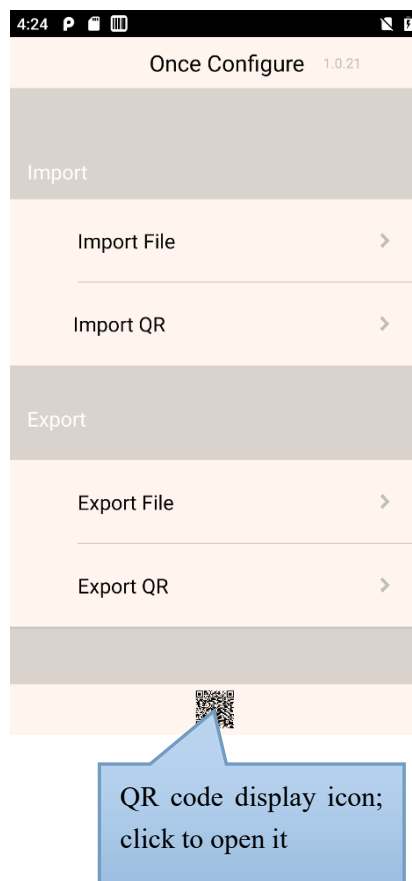 4:24
Once Configure 1.0.21
Import
Import File
Import QR
Export
Export File
Export QR
QR code display icon;
click to open it